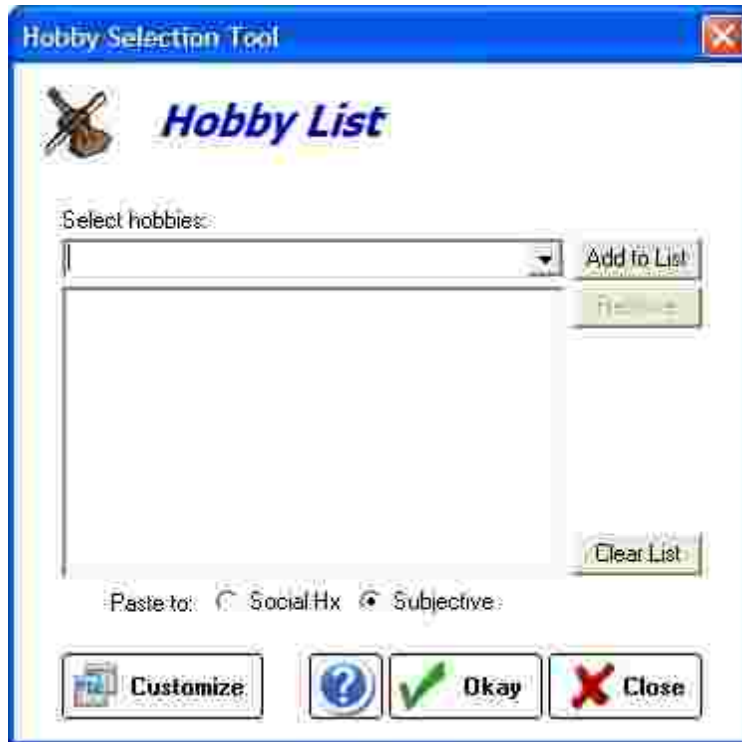 Hobby Selection Tool
Hobby List
Select hobbies:
Add to List
Remove
Clear List
Paste to: Social Hx Subjective
Customize ? Okay Close